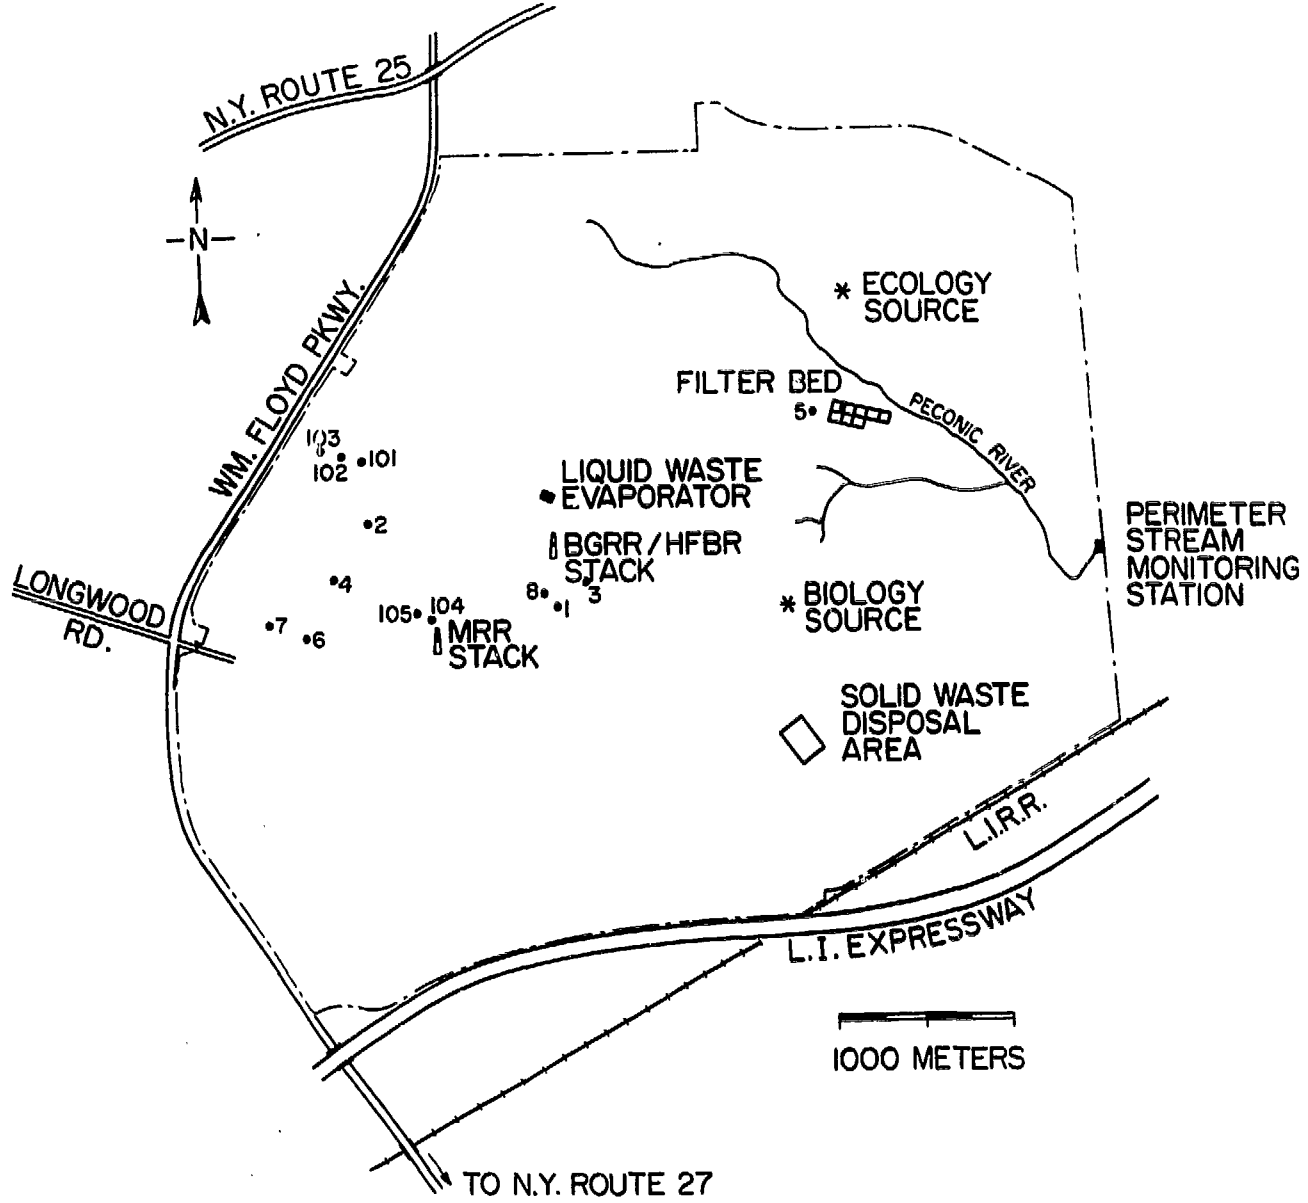 N.Y. ROUTE 25
N
WM. FLOYD PKWY.
* ECOLOGY
SOURCE
FILTER BED
5
PECONIC RIVER
103
102
101
LIQUID WASTE
EVAPORATOR
2
PERIMETER
STREAM
MONITORING
STATION
BGRR/HFBR
STACK
LONGWOOD
RD.
4
8
3
1
* BIOLOGY
SOURCE
105
104
7
6
MRR
STACK
SOLID WASTE
DISPOSAL
AREA
L.I.R.R.
L.I. EXPRESSWAY
1000 METERS
TO N.Y. ROUTE 27